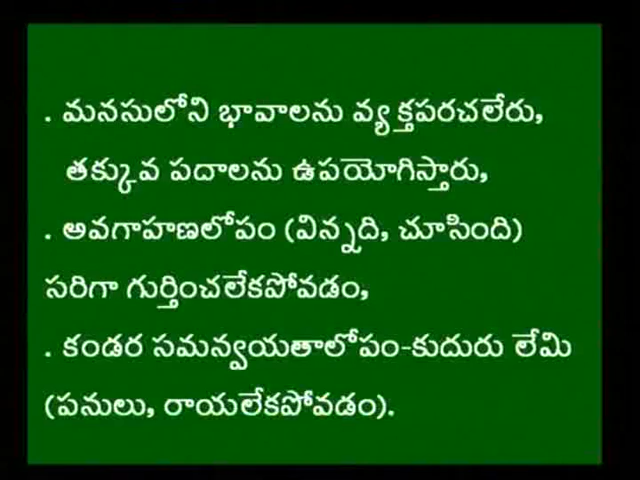 . మనసులోని భావాలను వ్య క్తపరచలేరు,
తక్కువ పదాలను ఉపయోగిస్తారు,
. అవగాహణలోపం (విన్నది, చూసింది)
సరిగా గుర్తించలేకపోవడం,
. కండర సమన్వయతాలోపం-కుదురు లేమి
(పనులు, రాయలేకపోవడం).